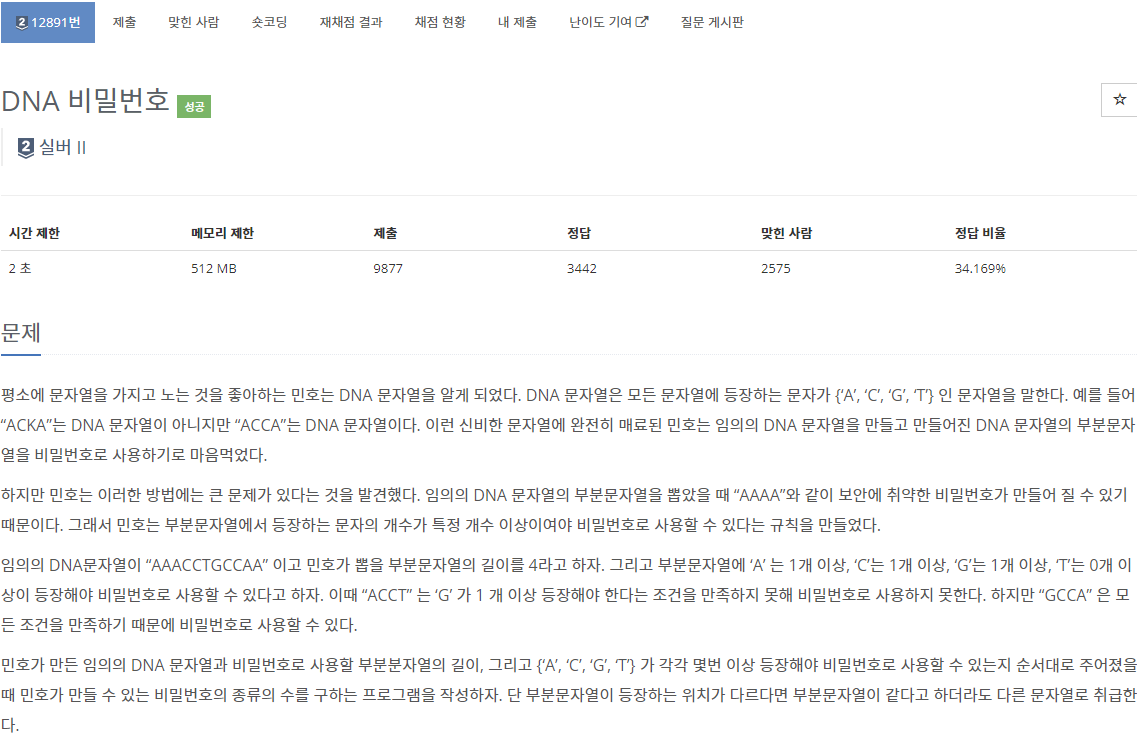 2 12891번 제출 맞힌 사람 숏코딩 재채점 결과 채점 현황 내 제출 난이도 기여 질문 게시판
DNA 비밀번호 성공
☆
2 실버 II
시간 제한 메모리 제한 제출 정답 맞힌 사람 정답 비율
2 초 512 MB 9877 3442 2575 34.169%
문제
평소에 문자열을 가지고 노는 것을 좋아하는 민호는 DNA 문자열을 알게 되었다. DNA 문자열은 모든 문자열에 등장하는 문자가 {‘A’, ‘C’, ‘G’, ‘T’} 인 문자열을 말한다. 예를 들어
“ACKA”는 DNA 문자열이 아니지만 “ACCA”는 DNA 문자열이다. 이런 신비한 문자열에 완전히 매료된 민호는 임의의 DNA 문자열을 만들고 만들어진 DNA 문자열의 부분문자
열을 비밀번호로 사용하기로 마음먹었다.
하지만 민호는 이러한 방법에는 큰 문제가 있다는 것을 발견했다. 임의의 DNA 문자열의 부분문자열을 뽑았을 때 “AAAA”와 같이 보안에 취약한 비밀번호가 만들어 질 수 있기
때문이다. 그래서 민호는 부분문자열에서 등장하는 문자의 개수가 특정 개수 이상이여야 비밀번호로 사용할 수 있다는 규칙을 만들었다.
임의의 DNA문자열이 “AAACCTGCCAA” 이고 민호가 뽑을 부분문자열의 길이를 4라고 하자. 그리고 부분문자열에 ‘A’ 는 1개 이상, ‘C’는 1개 이상, ‘G’는 1개 이상, ‘T’는 0개 이
상이 등장해야 비밀번호로 사용할 수 있다고 하자. 이때 “ACCT” 는 ‘G’ 가 1 개 이상 등장해야 한다는 조건을 만족하지 못해 비밀번호로 사용하지 못한다. 하지만 “GCCA” 은 모
든 조건을 만족하기 때문에 비밀번호로 사용할 수 있다.
민호가 만든 임의의 DNA 문자열과 비밀번호로 사용할 부분분자열의 길이, 그리고 {‘A’, ‘C’, ‘G’, ‘T’} 가 각각 몇번 이상 등장해야 비밀번호로 사용할 수 있는지 순서대로 주어졌을
때 민호가 만들 수 있는 비밀번호의 종류의 수를 구하는 프로그램을 작성하자. 단 부분문자열이 등장하는 위치가 다르다면 부분문자열이 같다고 하더라도 다른 문자열로 취급한
다.